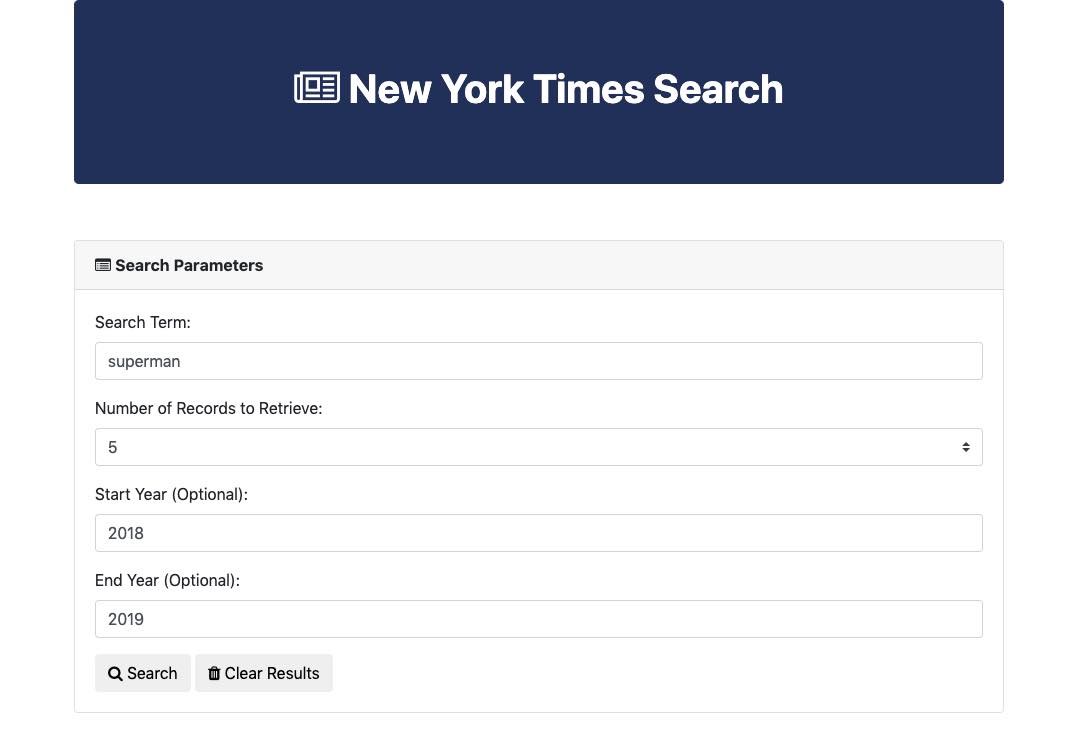 New York Times Search
Search Parameters
Search Term:
superman
Number of Records to Retrieve:
5
Start Year (Optional):
2018
End Year (Optional):
2019
Search Clear Results